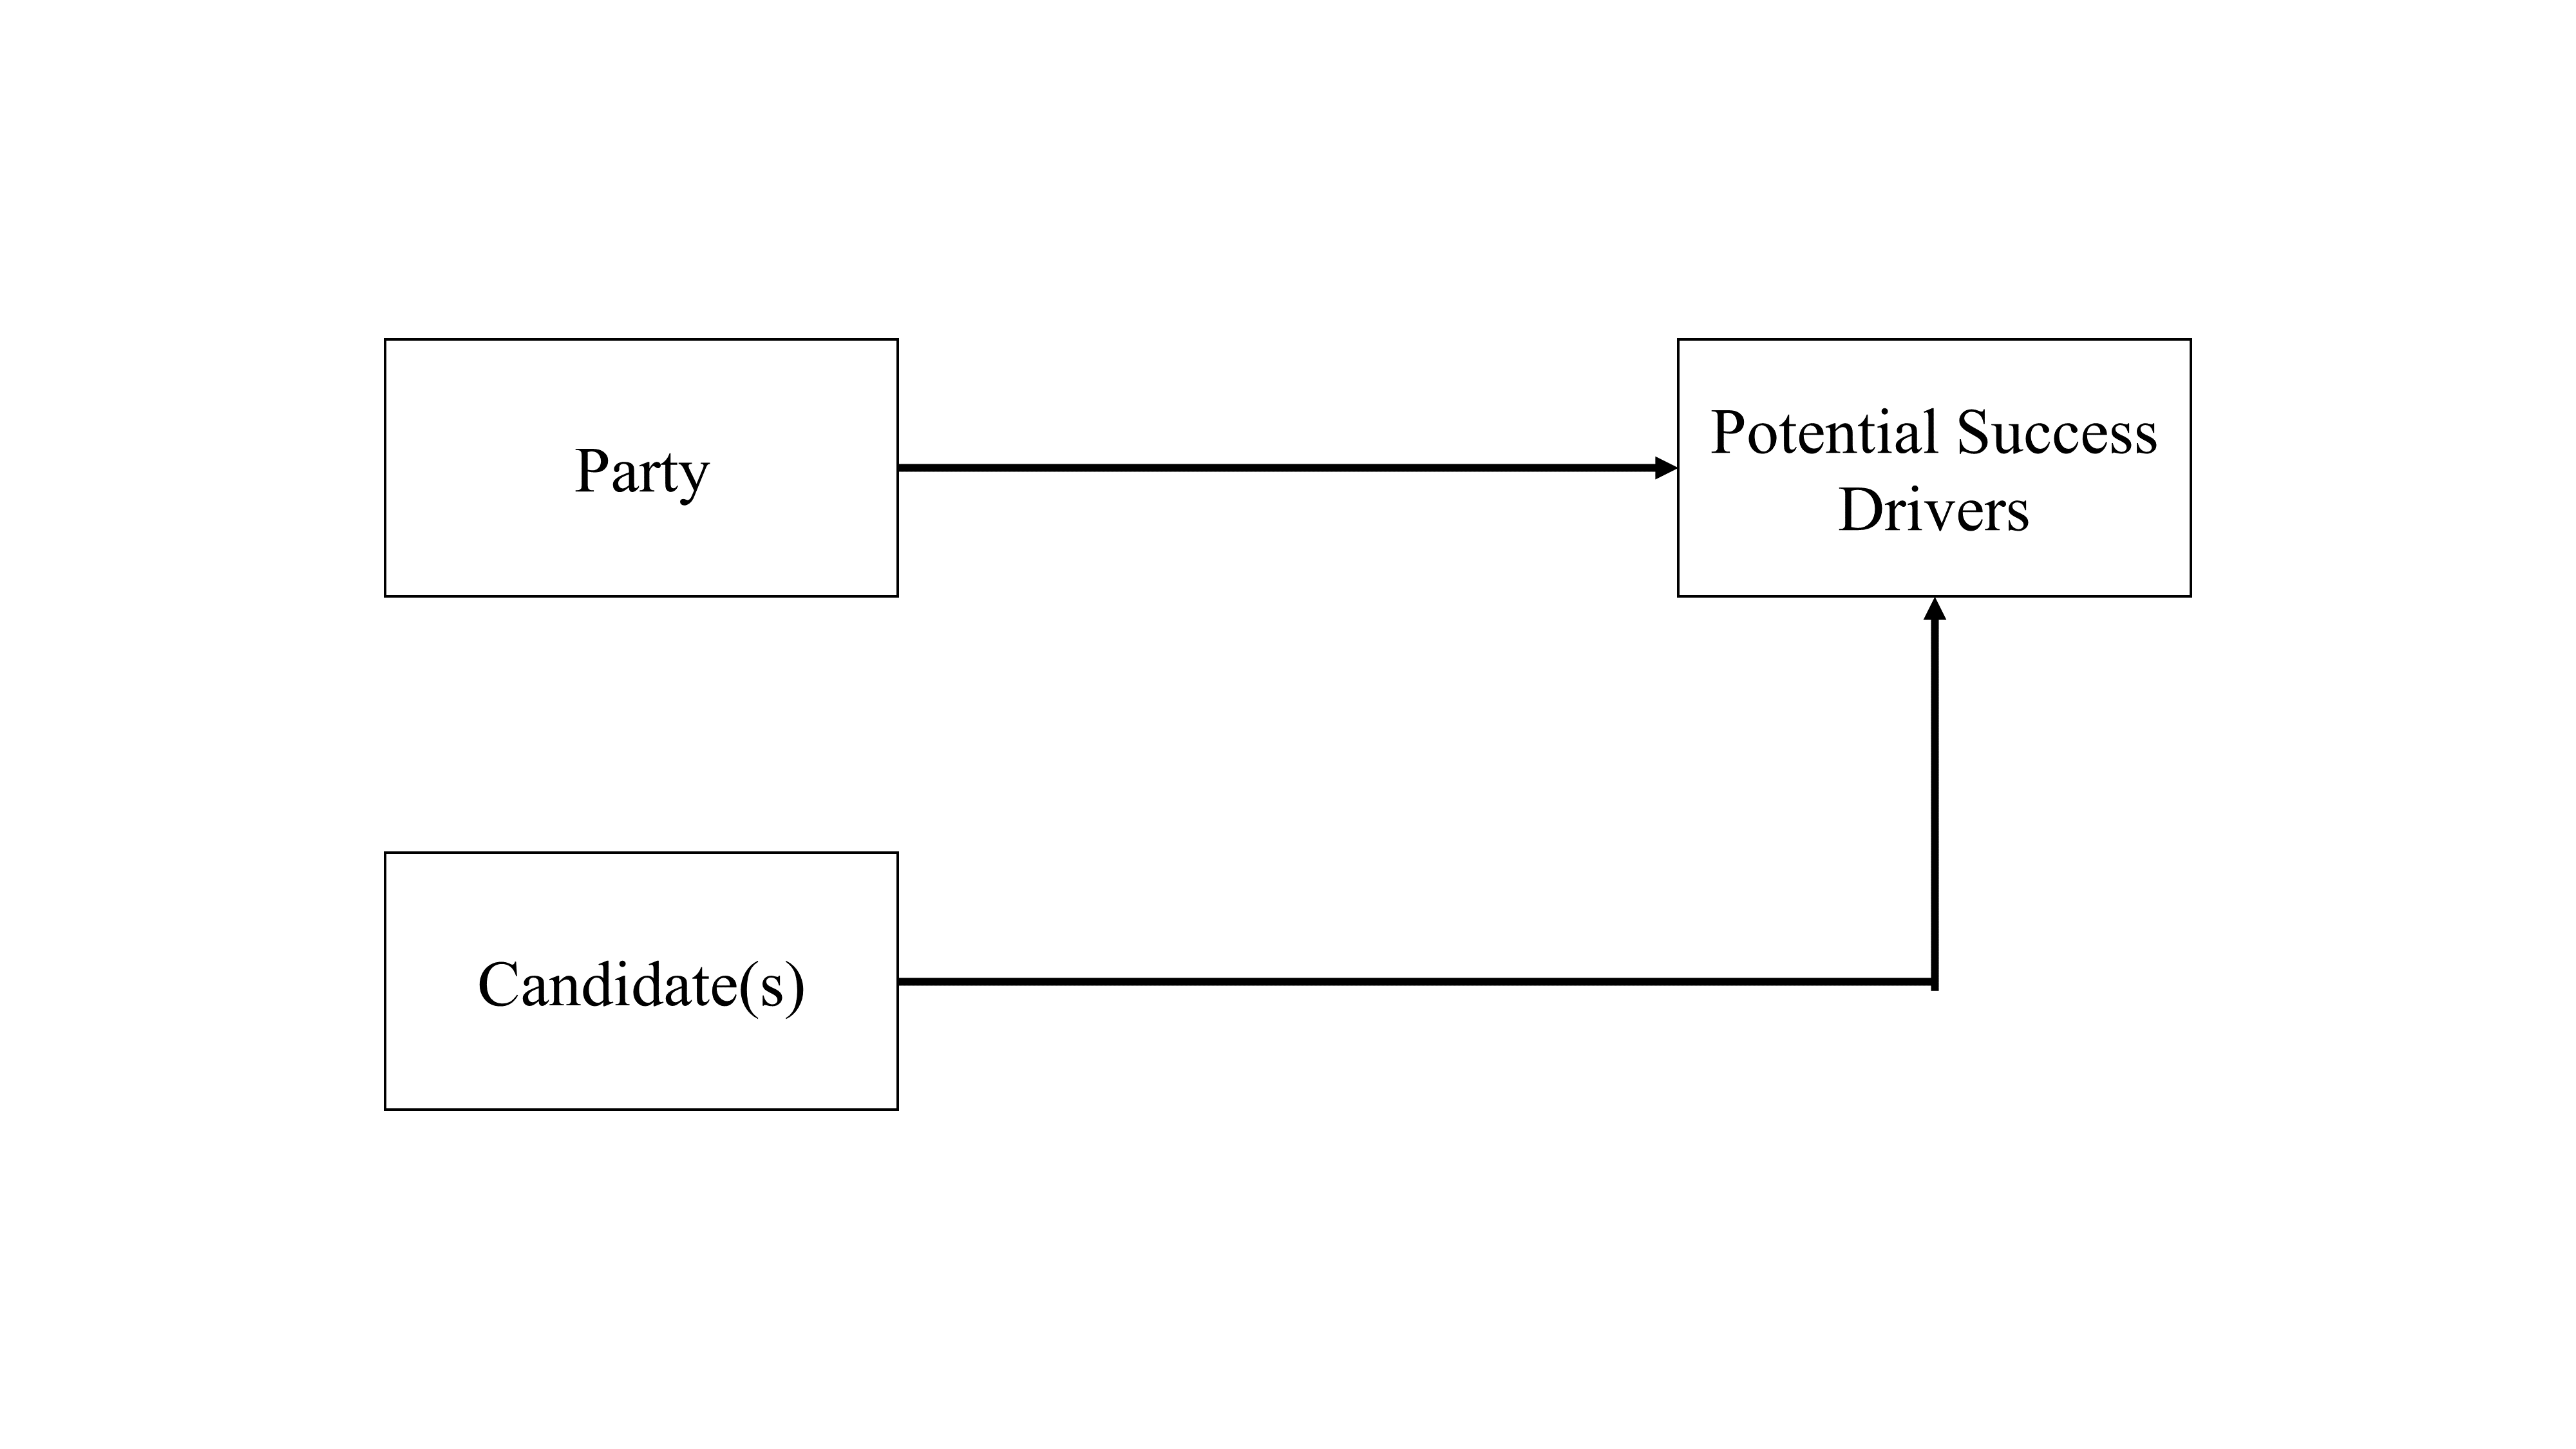 Party
Potential Success
Drivers
Candidate(s)